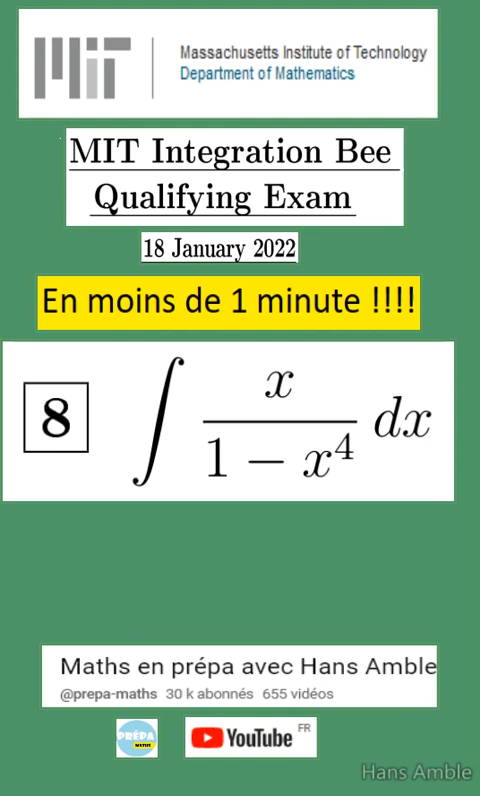 MIT
Massachusetts Institute of Technology
Department of Mathematics
MIT Integration Bee
Qualifying Exam
18 January 2022
En moins de 1 minute !!!!
8 ∫ x / (1 − x⁴) dx
Maths en prépa avec Hans Amble
@prepa-maths 30 k abonnés 655 vidéos
PRÉPA
MATHS
YouTube FR
Hans Amble